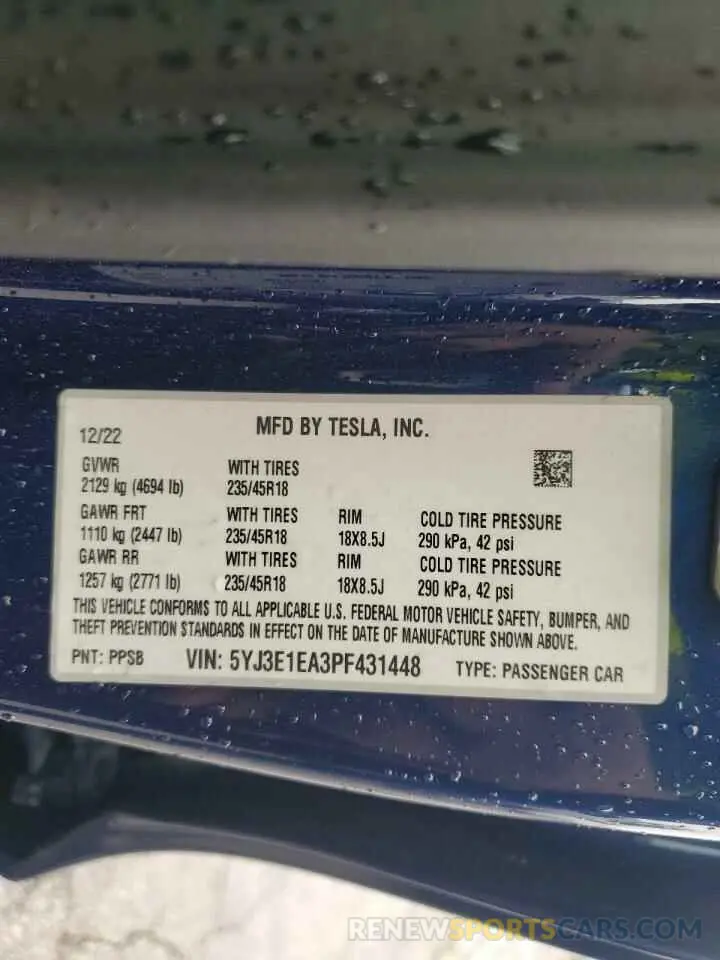 12/22 MFD BY TESLA, INC.
GVWR WITH TIRES
2129 kg (4694 lb) 235/45R18
GAWR FRT WITH TIRES RIM COLD TIRE PRESSURE
1110 kg (2447 lb) 235/45R18 18X8.5J 290 kPa, 42 psi
GAWR RR WITH TIRES RIM COLD TIRE PRESSURE
1257 kg (2771 lb) 235/45R18 18X8.5J 290 kPa, 42 psi
THIS VEHICLE CONFORMS TO ALL APPLICABLE U.S. FEDERAL MOTOR VEHICLE SAFETY, BUMPER, AND
THEFT PREVENTION STANDARDS IN EFFECT ON THE DATE OF MANUFACTURE SHOWN ABOVE.
PNT: PPSB VIN: 5YJ3E1EA3PF431448 TYPE: PASSENGER CAR
RENEWSPORTSCARS.COM